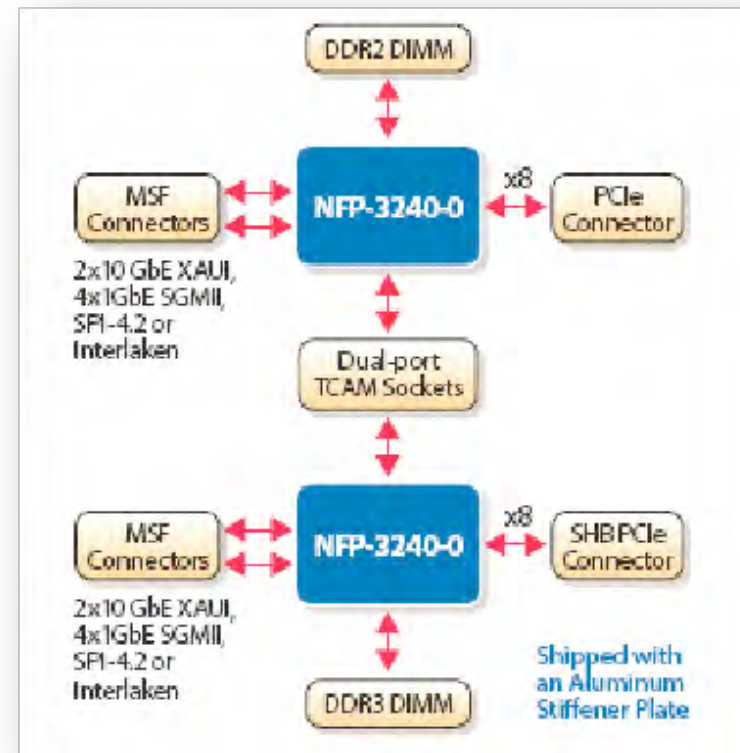 DDR2 DIMM
MSF
Connectors
NFP-3240-0
x8
PCIe
Connector
2x10 GbE XAUI,
4x1GbE SGMII,
SPI-4.2 or
Interlaken
Dual-port
TCAM Sockets
MSF
Connectors
NFP-3240-0
x8
SHB PCIe
Connector
2x10 GbE XAUI,
4x1GbE SGMII,
SPI-4.2 or
Interlaken
DDR3 DIMM
Shipped with
an Aluminum
Stiffener Plate